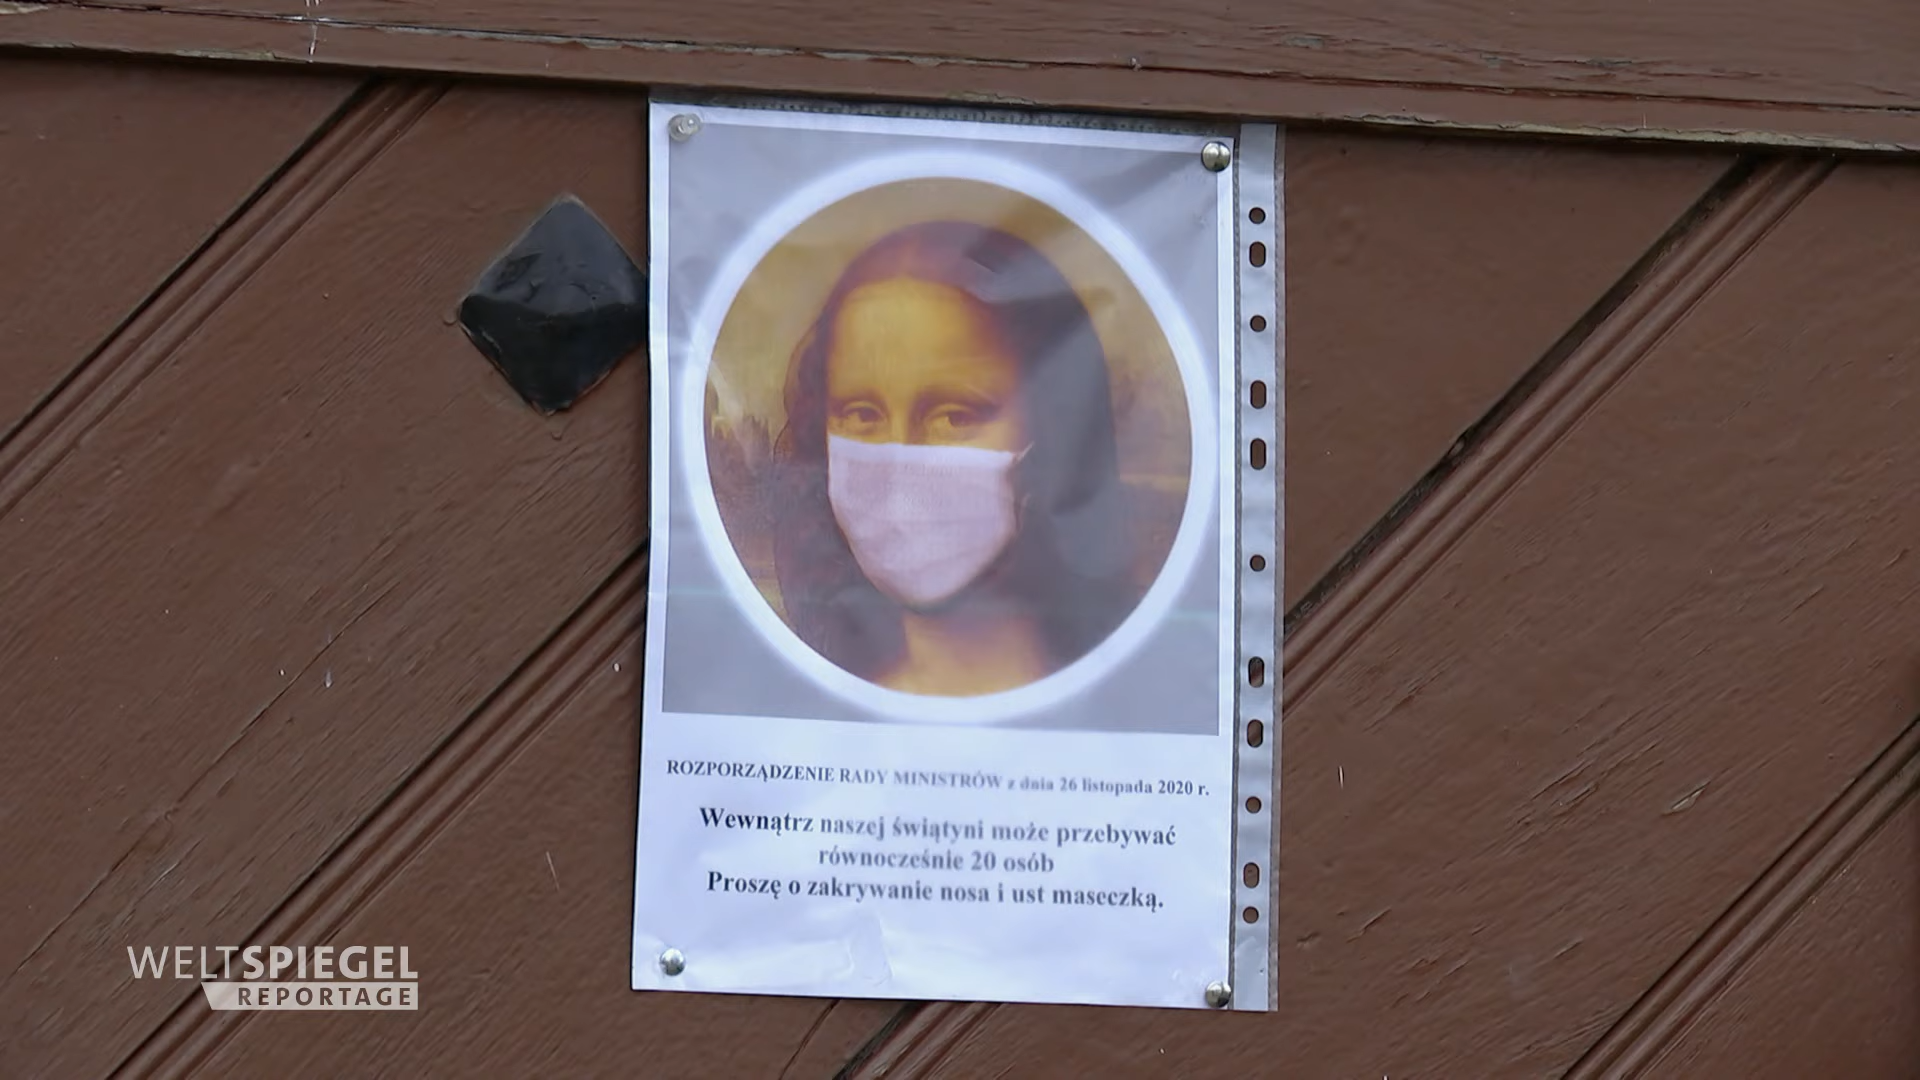 ROZPORZĄDZENIE RADY MINISTRÓW z dnia 26 listopada 2020 r.
Wewnątrz naszej świątyni może przebywać
równocześnie 20 osób
Proszę o zakrywanie nosa i ust maseczką.
WELTSPIEGEL
REPORTAGE